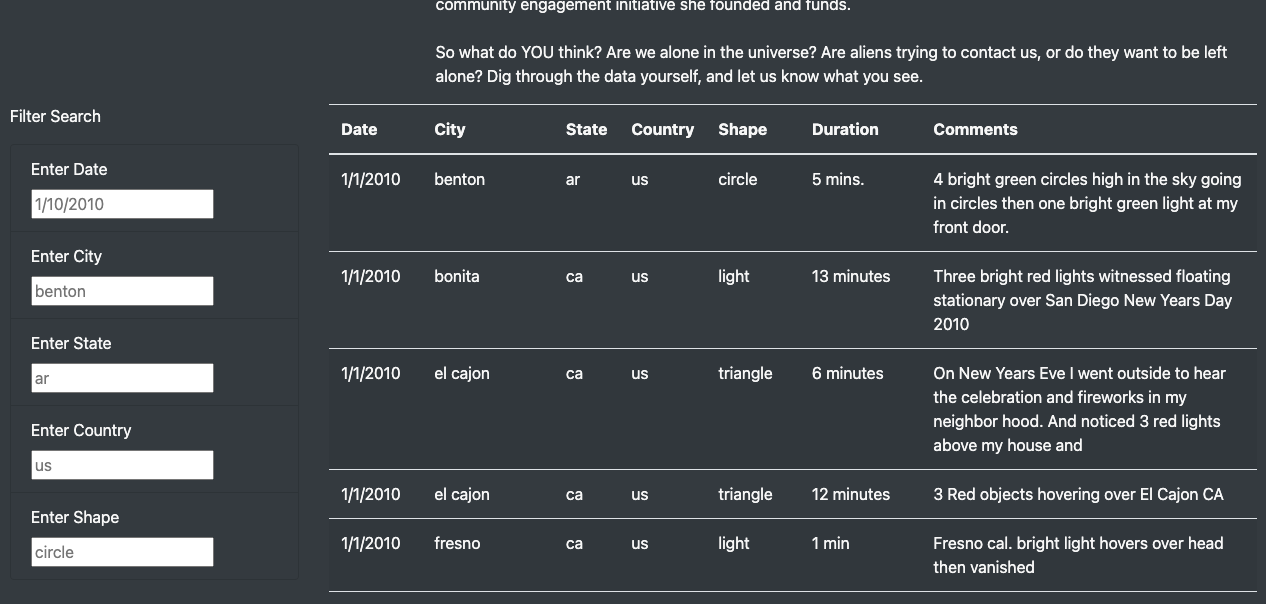 community engagement initiative she founded and funds.
So what do YOU think? Are we alone in the universe? Are aliens trying to contact us, or do they want to be left
alone? Dig through the data yourself, and let us know what you see.
Filter Search
Enter Date
1/10/2010
Enter City
benton
Enter State
ar
Enter Country
us
Enter Shape
circle
Date City State Country Shape Duration Comments
1/1/2010 benton ar us circle 5 mins. 4 bright green circles high in the sky going
in circles then one bright green light at my
front door.
1/1/2010 bonita ca us light 13 minutes Three bright red lights witnessed floating
stationary over San Diego New Years Day
2010
1/1/2010 el cajon ca us triangle 6 minutes On New Years Eve I went outside to hear
the celebration and fireworks in my
neighbor hood. And noticed 3 red lights
above my house and
1/1/2010 el cajon ca us triangle 12 minutes 3 Red objects hovering over El Cajon CA
1/1/2010 fresno ca us light 1 min Fresno cal. bright light hovers over head
then vanished